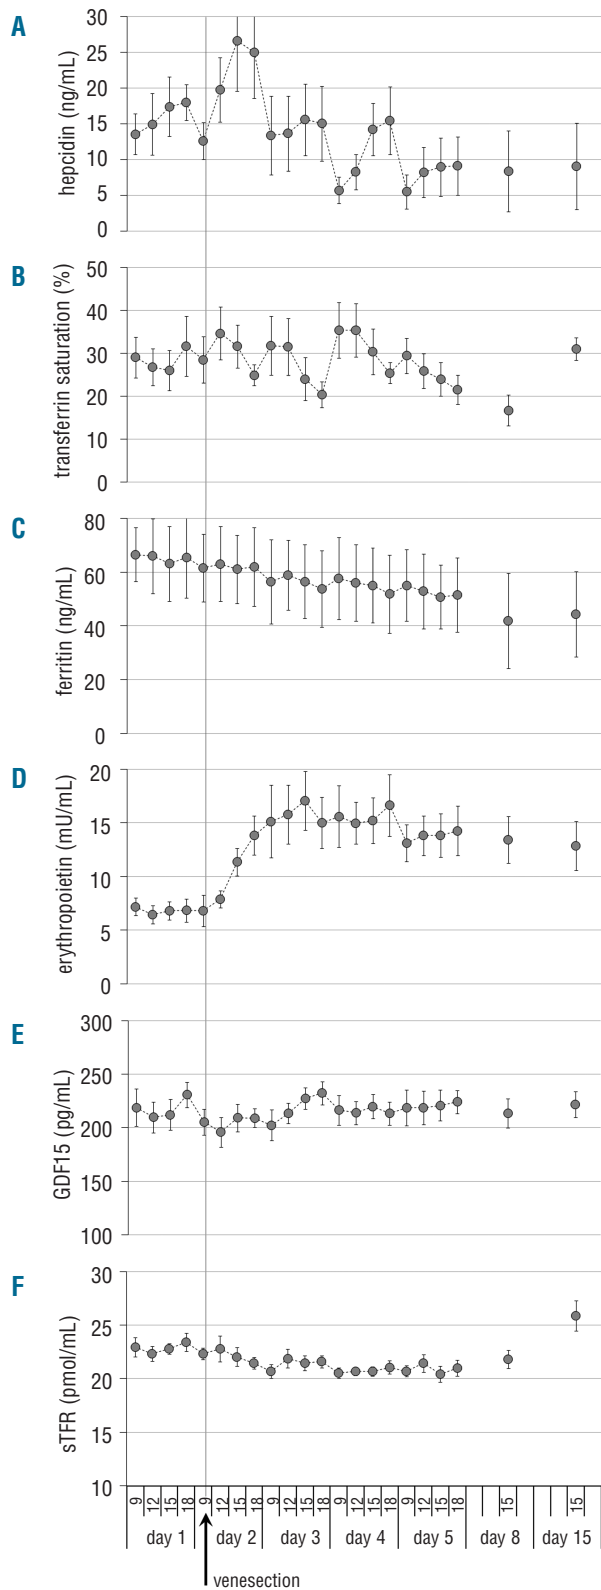 A
hepcidin (ng/mL)
30
25
20
15
10
5
0
B
transferrin saturation (%)
50
40
30
20
10
0
C
ferritin (ng/mL)
80
60
40
20
0
D
erythropoietin (mU/mL)
20
15
10
5
0
E
GDF15 (pg/mL)
300
250
200
150
100
F
sTFR (pmol/mL)
30
25
20
15
10
9 12 15 18 9 12 15 18 9 12 15 18 9 12 15 18 9 12 15 18 15 15
day 1 day 2 day 3 day 4 day 5 day 8 day 15
venesection